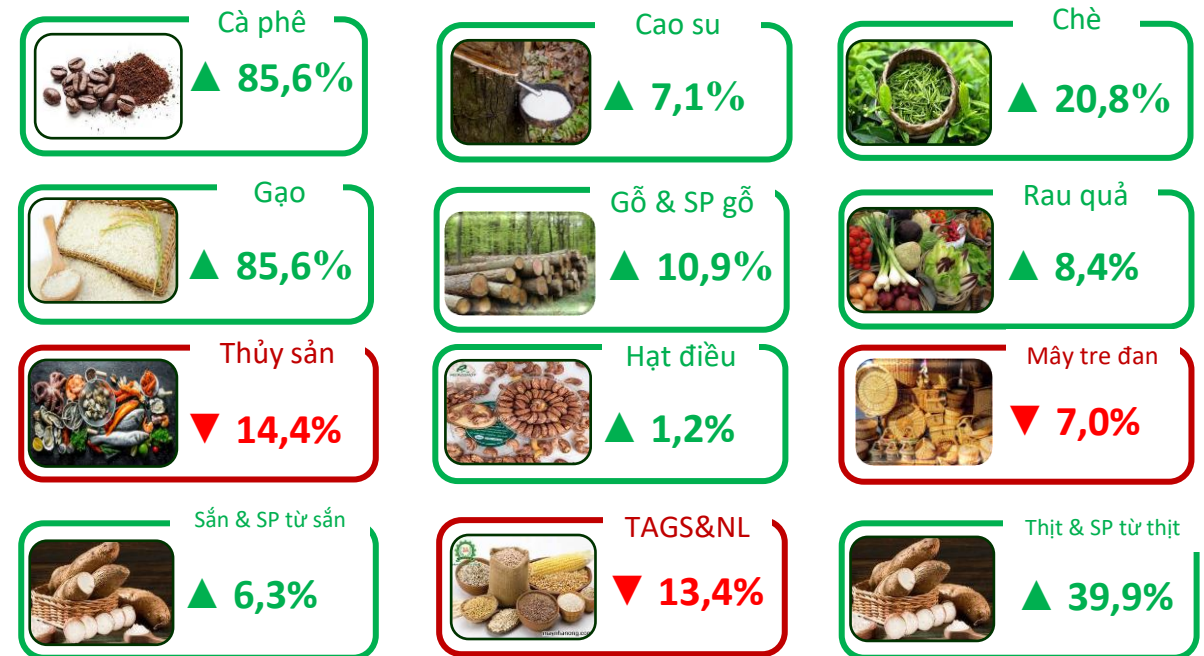 Cà phê
▲ 85,6%
Cao su
▲ 7,1%
Chè
▲ 20,8%
Gạo
▲ 85,6%
Gỗ & SP gỗ
▲ 10,9%
Rau quả
▲ 8,4%
Thủy sản
▼ 14,4%
Hạt điều
▲ 1,2%
Mây tre đan
▼ 7,0%
Sắn & SP từ sắn
▲ 6,3%
TAGS&NL
▼ 13,4%
Thịt & SP từ thịt
▲ 39,9%